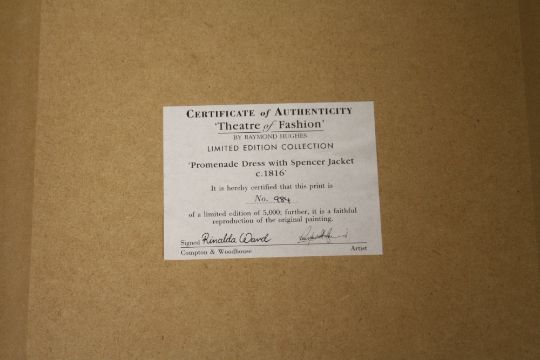 CERTIFICATE of AUTHENTICITY
'Theatre of Fashion'
BY RAYMOND HUGHES
LIMITED EDITION COLLECTION
'Promenade Dress with Spencer Jacket
c.1816'
It is hereby certified that this print is
No. 984
of a limited edition of 5,000; further, it is a faithful
reproduction of the original painting.
Signed Rinalda Ward
Compton & Woodhouse Artist